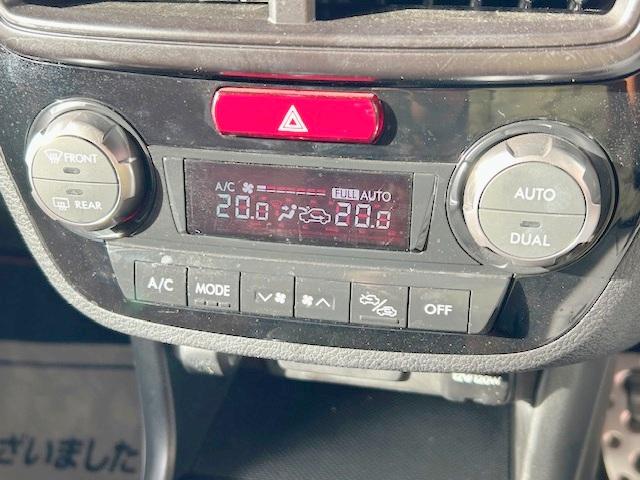 FRONT
REAR
A/C
FULL AUTO
20.0 20.0
AUTO
DUAL
A/C
MODE
OFF
ざいました